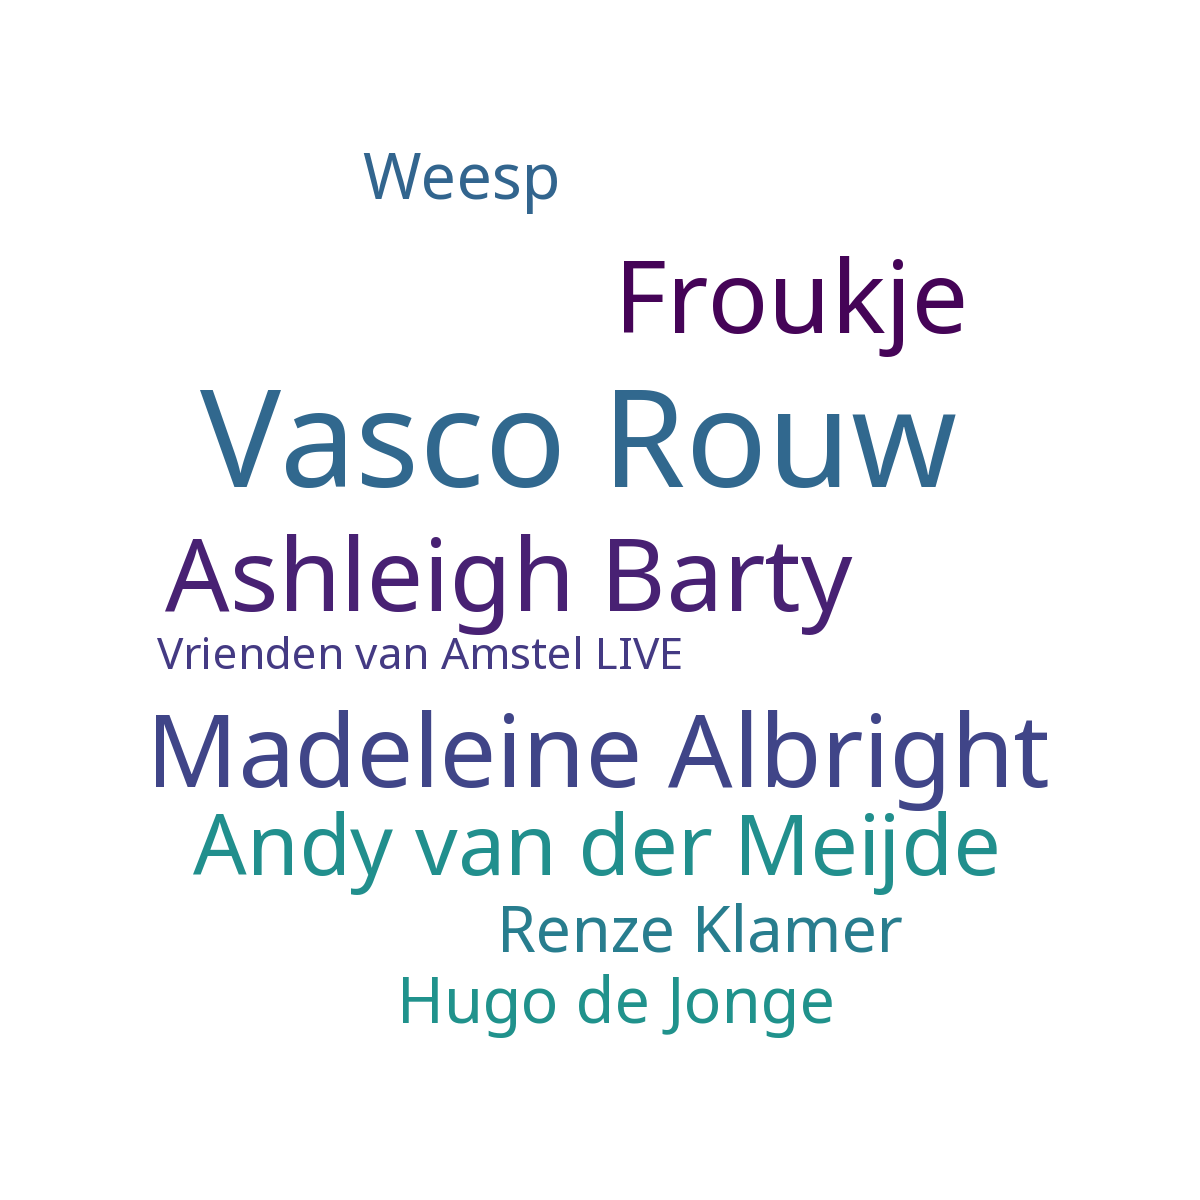 Weesp
Froukje
Vasco Rouw
Ashleigh Barty
Vrienden van Amstel LIVE
Madeleine Albright
Andy van der Meijde
Renze Klamer
Hugo de Jonge